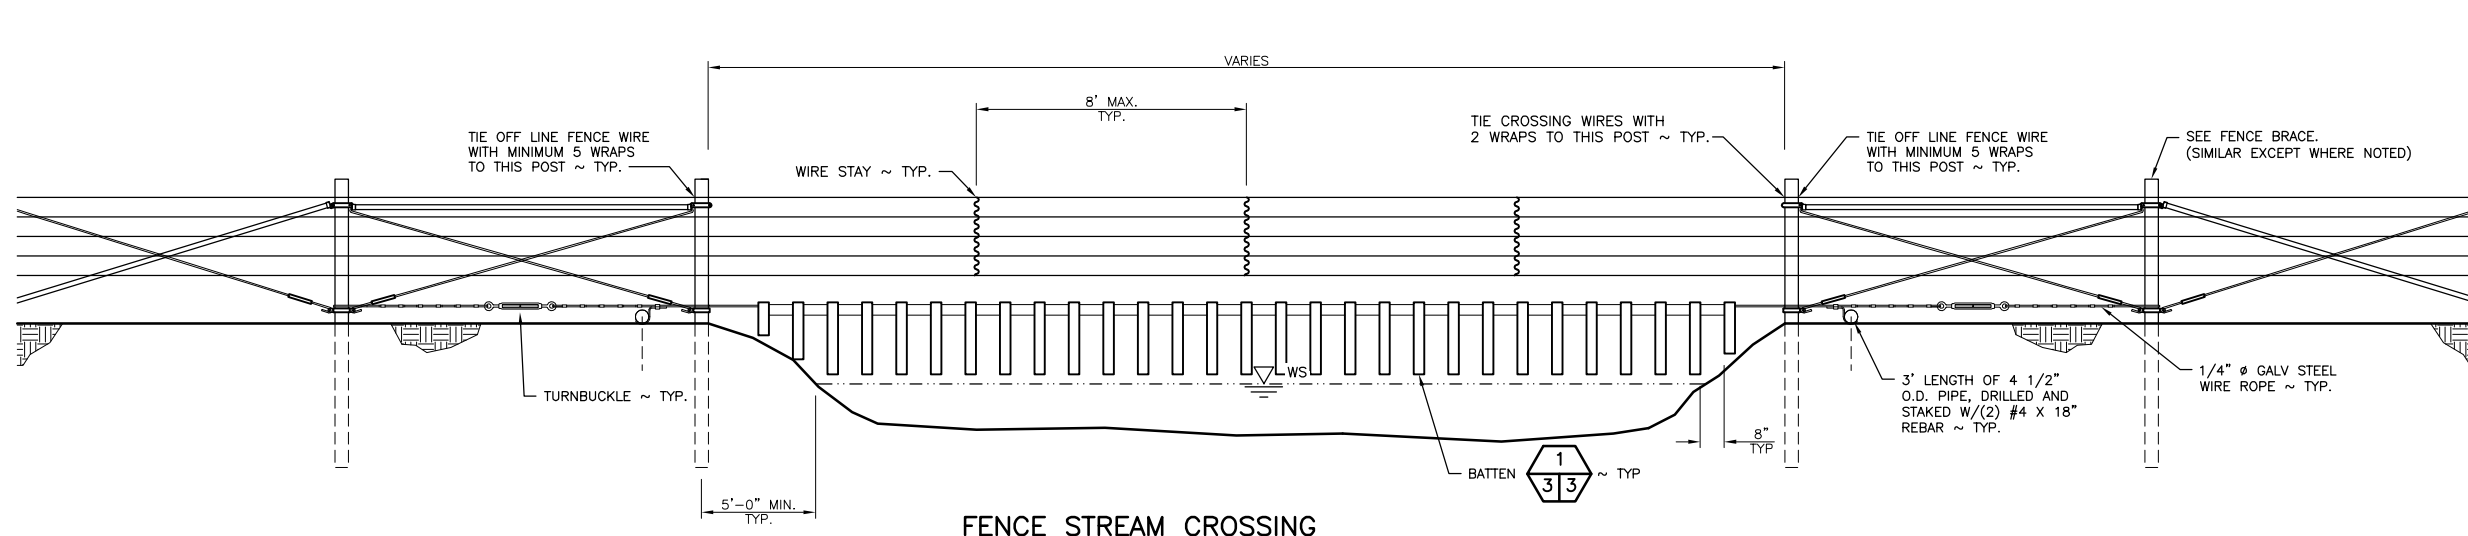 VARIES
8' MAX.
TYP.
TIE OFF LINE FENCE WIRE
WITH MINIMUM 5 WRAPS
TO THIS POST ~ TYP.
WIRE STAY ~ TYP.
TIE CROSSING WIRES WITH
2 WRAPS TO THIS POST ~ TYP.
TIE OFF LINE FENCE WIRE
WITH MINIMUM 5 WRAPS
TO THIS POST ~ TYP.
SEE FENCE BRACE.
(SIMILAR EXCEPT WHERE NOTED)
WS
TURNBUCKLE ~ TYP.
3' LENGTH OF 4 1/2"
O.D. PIPE, DRILLED AND
STAKED W/(2) #4 X 18"
REBAR ~ TYP.
1/4" ø GALV STEEL
WIRE ROPE ~ TYP.
8"
TYP
BATTEN 1 3 3 ~ TYP
5'-0" MIN.
TYP.
FENCE STREAM CROSSING